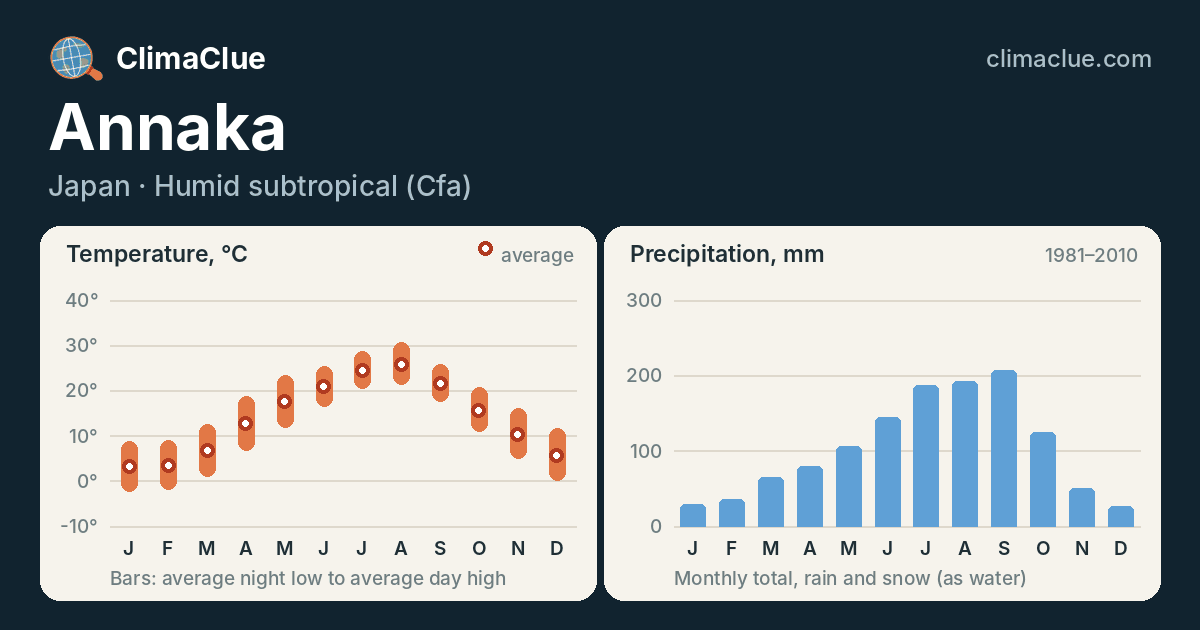 ClimaClue
climaclue.com
Annaka
Japan · Humid subtropical (Cfa)
Temperature, °C
average
40°
30°
20°
10°
0°
-10°
J F M A M J J A S O N D
Bars: average night low to average day high
Precipitation, mm
1981–2010
300
200
100
0
J F M A M J J A S O N D
Monthly total, rain and snow (as water)